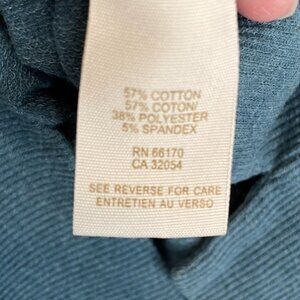 57% COTTON
57% COTON/
38% POLYESTER
5% SPANDEX
RN 66170
CA 32054
SEE REVERSE FOR CARE
ENTRETIEN AU VERSO